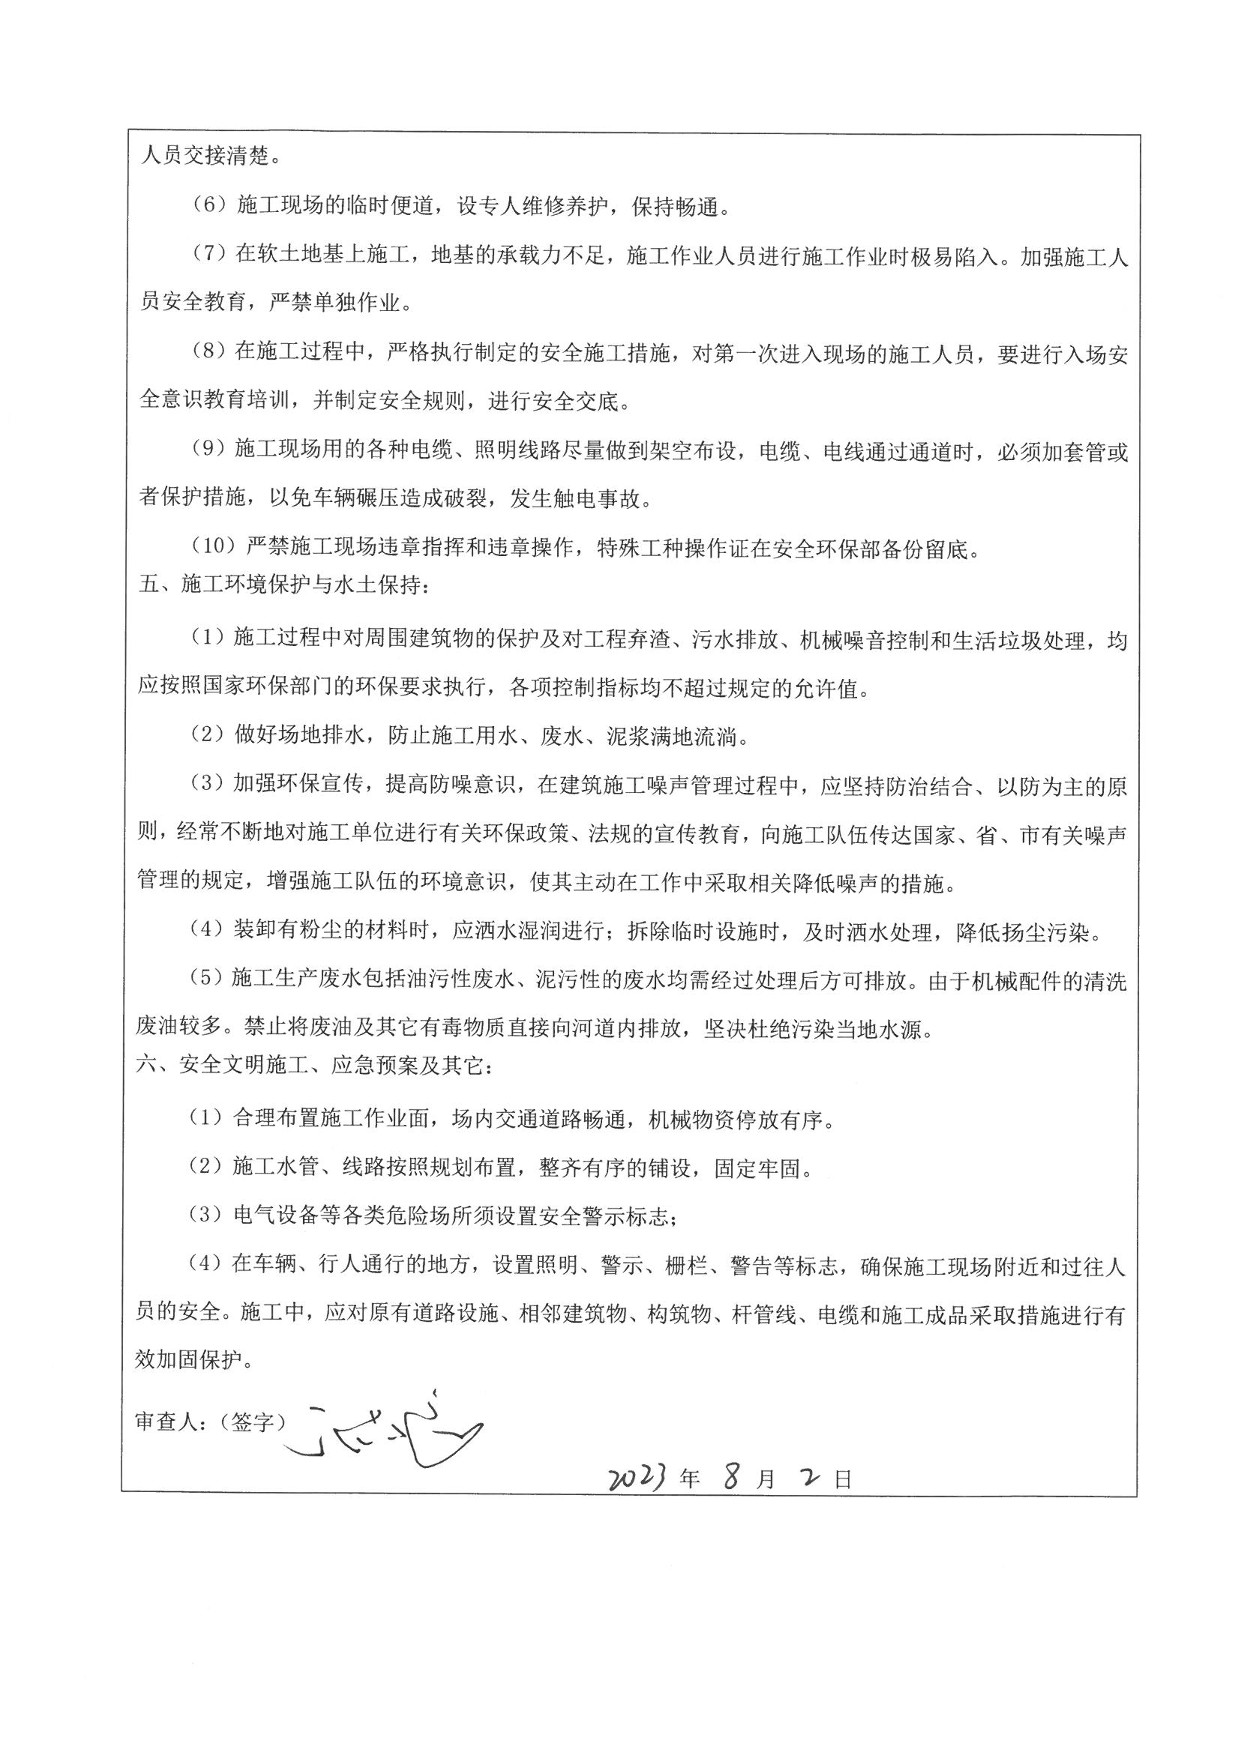 人员交接清楚。
（6）施工现场的临时便道，设专人维修养护，保持畅通。
（7）在软土地基上施工，地基的承载力不足，施工作业人员进行施工作业时极易陷入。加强施工人
员安全教育，严禁单独作业。
（8）在施工过程中，严格执行制定的安全施工措施，对第一次进入现场的施工人员，要进行入场安
全意识教育培训，并制定安全规则，进行安全交底。
（9）施工现场用的各种电缆、照明线路尽量做到架空布设，电缆、电线通过通道时，必须加套管或
者保护措施，以免车辆碾压造成破裂，发生触电事故。
（10）严禁施工现场违章指挥和违章操作，特殊工种操作证在安全环保部备份留底。
五、施工环境保护与水土保持：
（1）施工过程中对周围建筑物的保护及对工程弃渣、污水排放、机械噪音控制和生活垃圾处理，均
应按照国家环保部门的环保要求执行，各项控制指标均不超过规定的允许值。
（2）做好场地排水，防止施工用水、废水、泥浆满地流淌。
（3）加强环保宣传，提高防噪意识，在建筑施工噪声管理过程中，应坚持防治结合、以防为主的原
则，经常不断地对施工单位进行有关环保政策、法规的宣传教育，向施工队伍传达国家、省、市有关噪声
管理的规定，增强施工队伍的环境意识，使其主动在工作中采取相关降低噪声的措施。
（4）装卸有粉尘的材料时，应洒水湿润进行；拆除临时设施时，及时洒水处理，降低扬尘污染。
（5）施工生产废水包括油污性废水、泥污性的废水均需经过处理后方可排放。由于机械配件的清洗
废油较多。禁止将废油及其它有毒物质直接向河道内排放，坚决杜绝污染当地水源。
六、安全文明施工、应急预案及其它：
（1）合理布置施工作业面，场内交通道路畅通，机械物资停放有序。
（2）施工水管、线路按照规划布置，整齐有序的铺设，固定牢固。
（3）电气设备等各类危险场所须设置安全警示标志；
（4）在车辆、行人通行的地方，设置照明、警示、栅栏、警告等标志，确保施工现场附近和过往人
员的安全。施工中，应对原有道路设施、相邻建筑物、构筑物、杆管线、电缆和施工成品采取措施进行有
效加固保护。
审查人：（签字）
2023 年 8 月 2 日